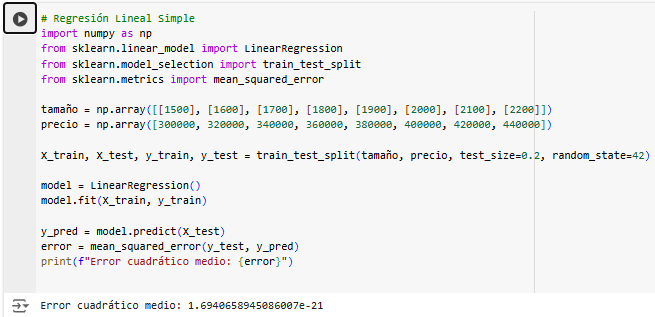 # Regresión Lineal Simple
import numpy as np
from sklearn.linear_model import LinearRegression
from sklearn.model_selection import train_test_split
from sklearn.metrics import mean_squared_error
tamaño = np.array([[1500], [1600], [1700], [1800], [1900], [2000], [2100], [2200]])
precio = np.array([300000, 320000, 340000, 360000, 380000, 400000, 420000, 440000])
X_train, X_test, y_train, y_test = train_test_split(tamaño, precio, test_size=0.2, random_state=42)
model = LinearRegression()
model.fit(X_train, y_train)
y_pred = model.predict(X_test)
error = mean_squared_error(y_test, y_pred)
print(f"Error cuadrático medio: {error}")
Error cuadrático medio: 1.6940658945086007e-21